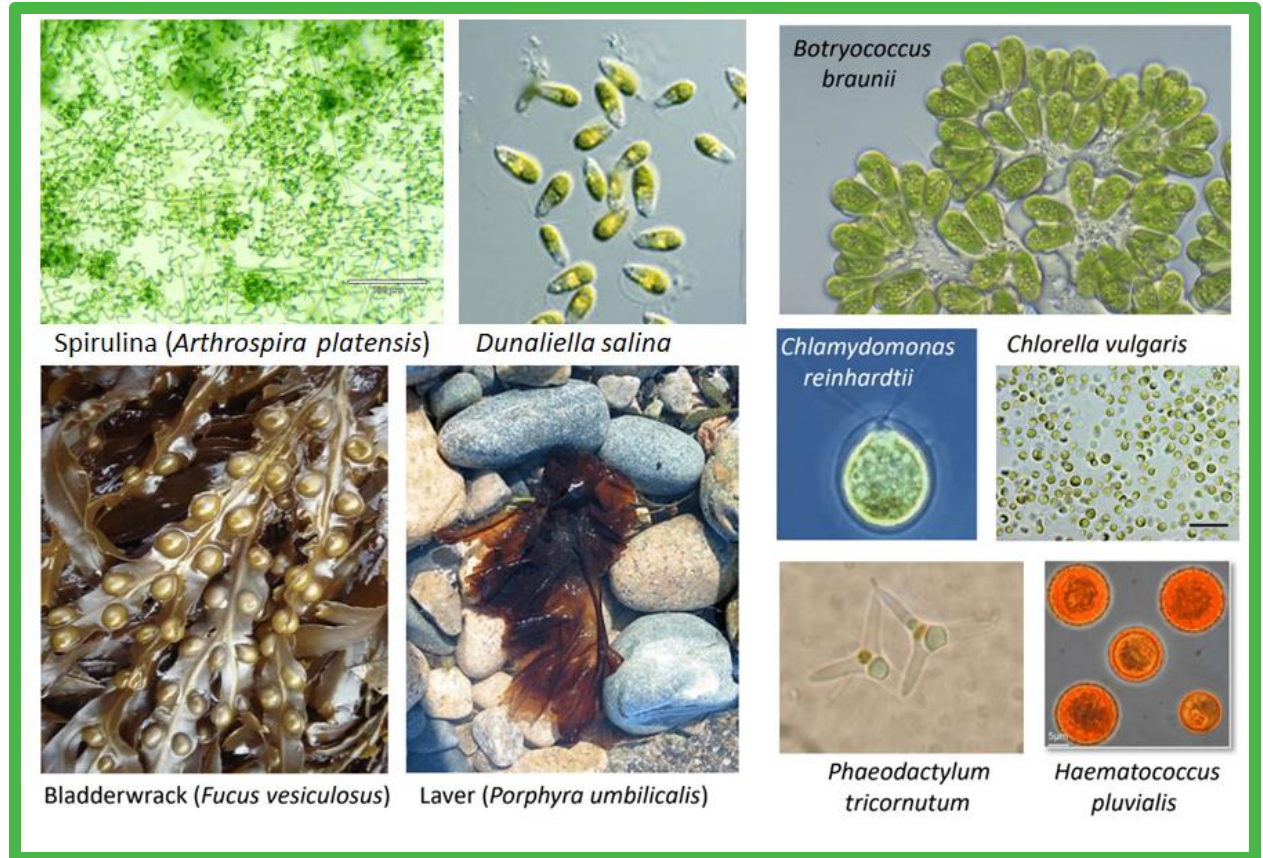 Botryococcus
braunii
Spirulina (Arthrospira platensis)
Dunaliella salina
Chlamydomonas
reinhardtii
Chlorella vulgaris
Bladderwrack (Fucus vesiculosus)
Laver (Porphyra umbilicalis)
5µm
Phaeodactylum
tricornutum
Haematococcus
pluvialis